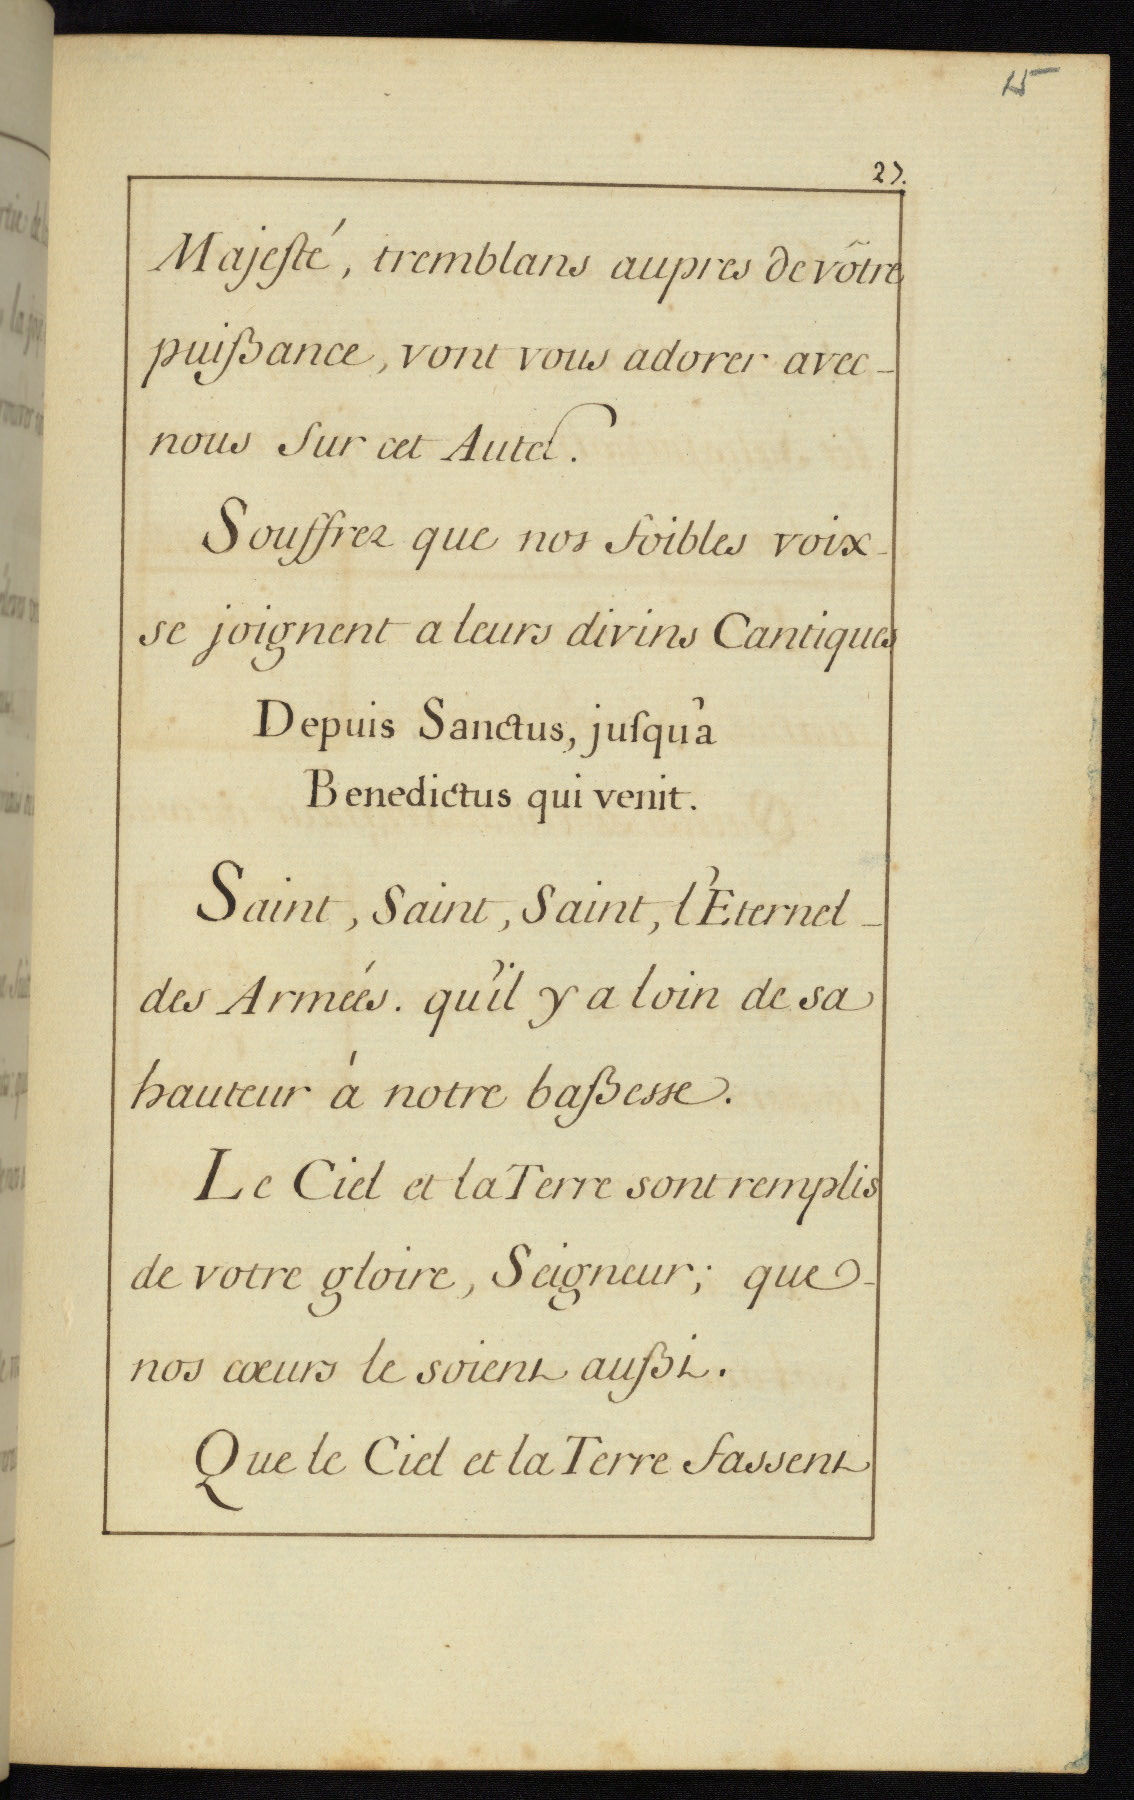 15
27.
Majesté, tremblans aupres de vôtre
puissance, vont vous adorer avec
nous sur cet Autel.
Souffrez que nos foibles voix
se joignent a leurs divins Cantiques
Depuis Sanctus, jusqu'a
Benedictus qui venit.
Saint, Saint, Saint, l'Eternel
des Armées. qu'il y a loin de sa
hauteur à notre bassesse.
Le Ciel et la Terre sont remplis
de votre gloire, Seigneur; que
nos cœurs le soient aussi.
Que le Ciel et la Terre fassent